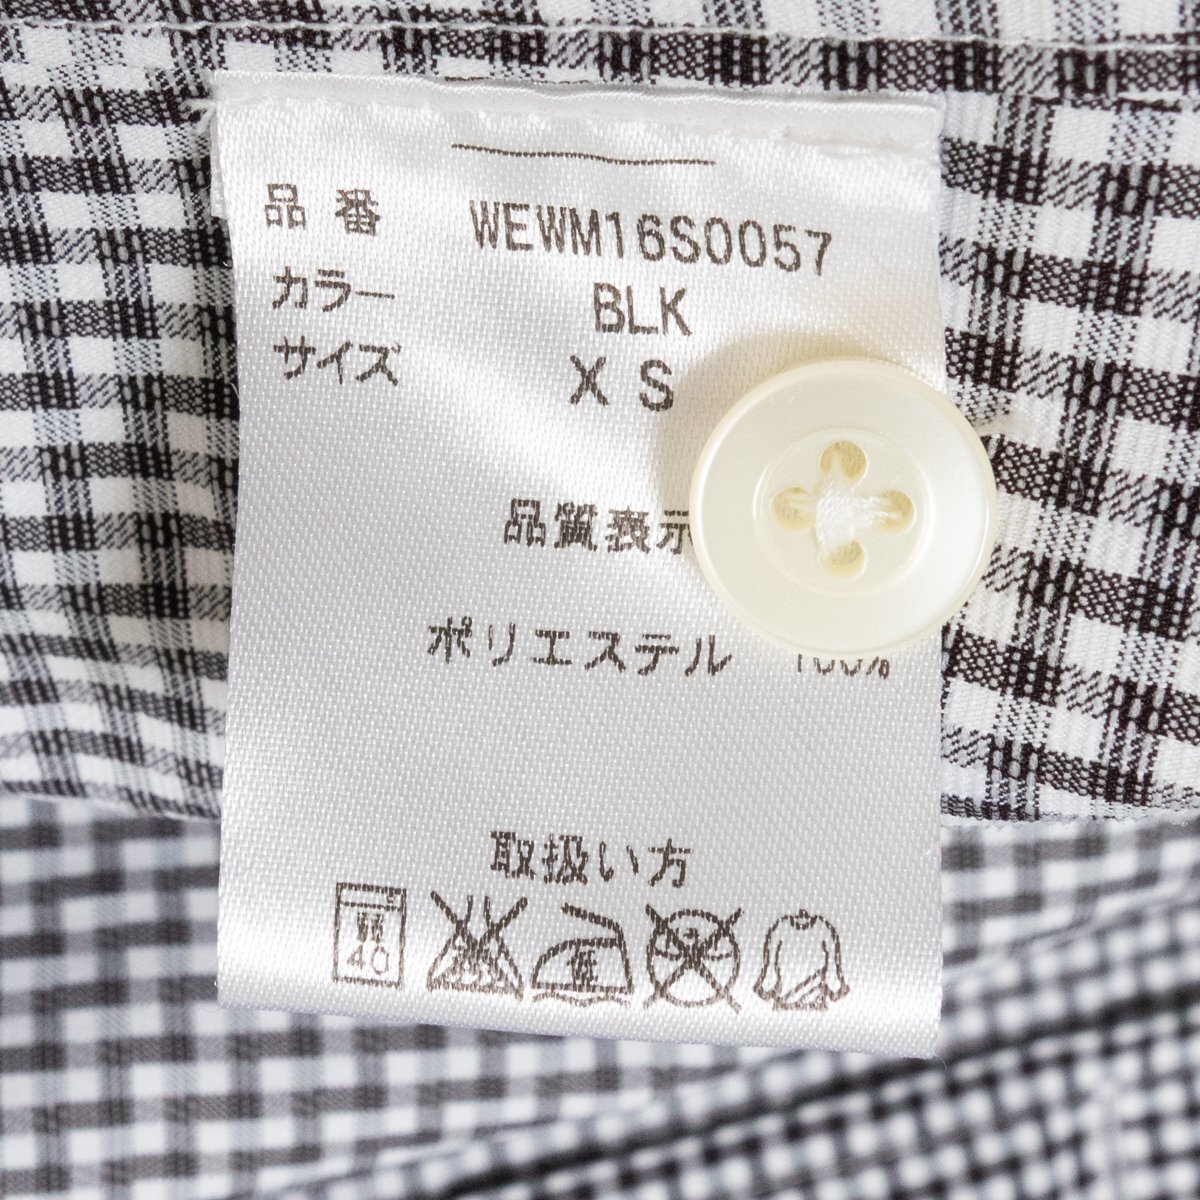 品番 WEWM16S0057
カラー BLK
サイズ XS
品質表示
ポリエステル 100%
取扱い方
40